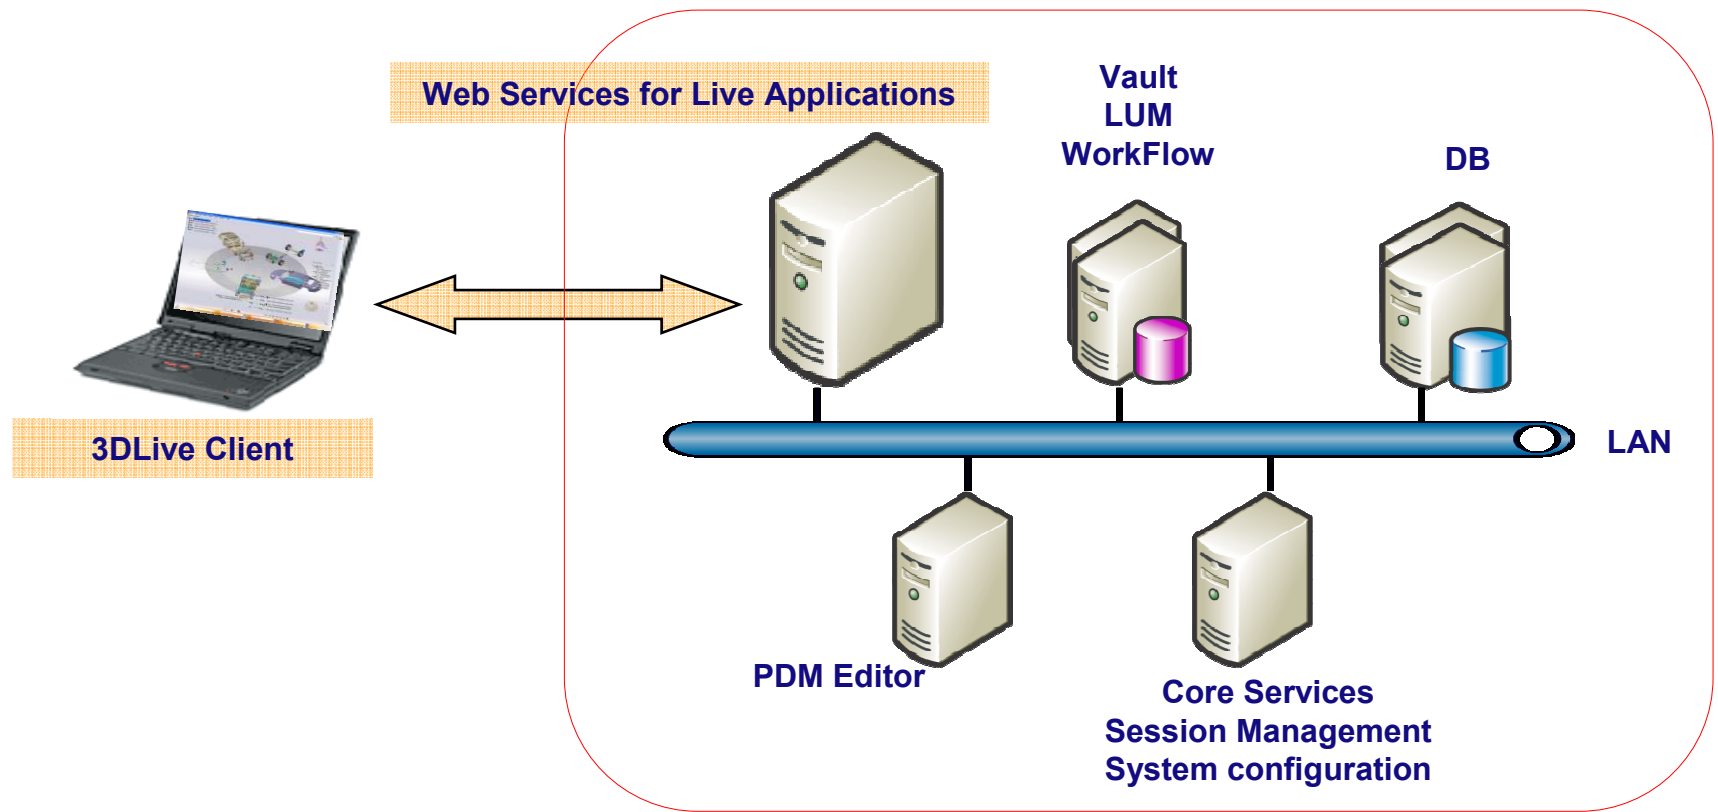 Web Services for Live Applications
Vault
LUM
WorkFlow
DB
3DLive Client
LAN
PDM Editor
Core Services
Session Management
System configuration